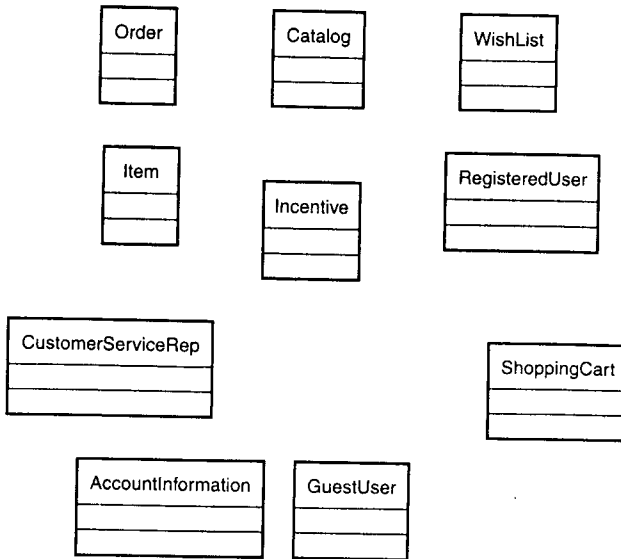 Order
Catalog
WishList
Item
Incentive
RegisteredUser
CustomerServiceRep
ShoppingCart
AccountInformation
GuestUser